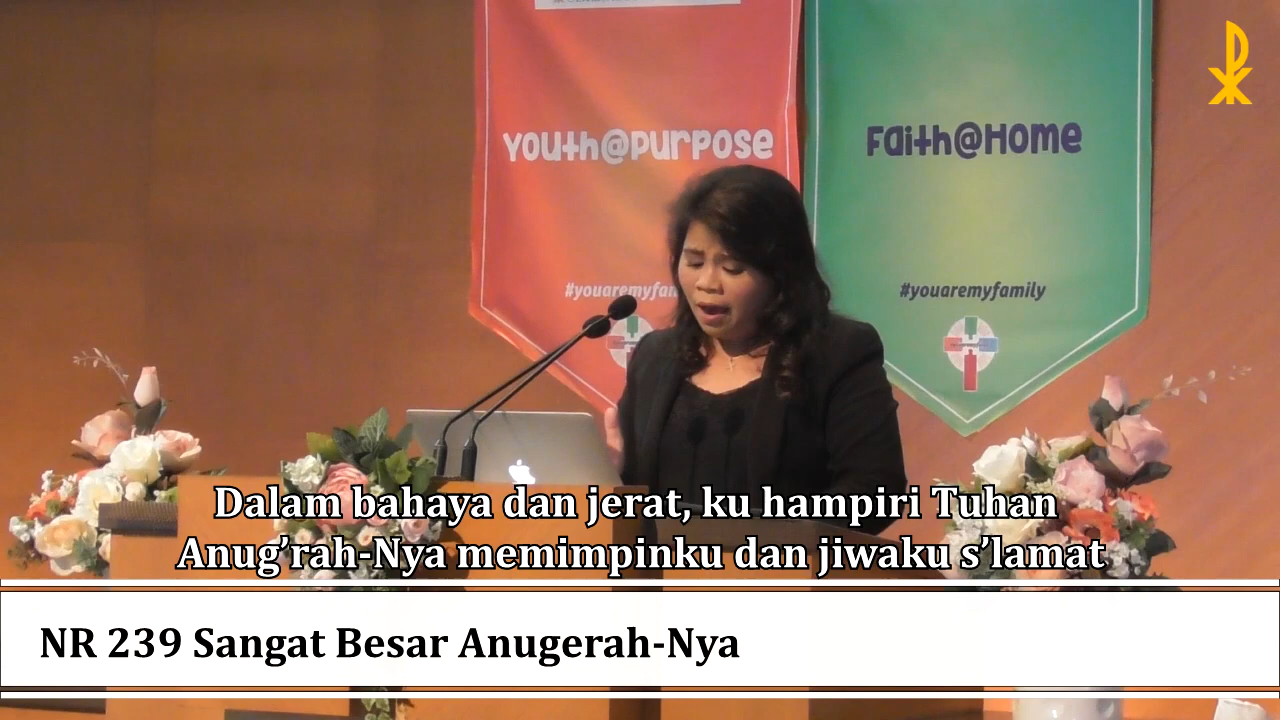 Youth@Purpose
Faith@Home
#youaremyfam
#youaremyfamily
Dalam bahaya dan jerat, ku hampiri Tuhan
Anug’rah-Nya memimpinku dan jiwaku s’lamat
NR 239 Sangat Besar Anugerah-Nya